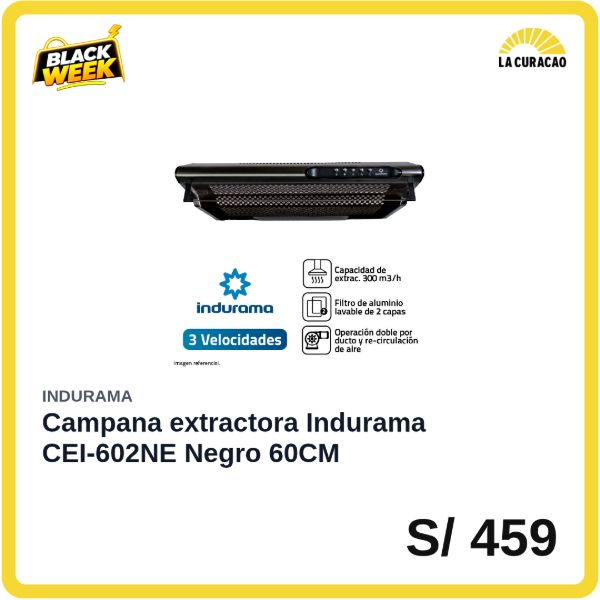 BLACK
WEEK
LA CURACAO
indurama
3 Velocidades
Imagen referencial.
Capacidad de
extrac. 300 m3/h
Filtro de aluminio
lavable de 2 capas
Operación doble por
ducto y re-circulación
de aire
INDURAMA
Campana extractora Indurama
CEI-602NE Negro 60CM
S/ 459